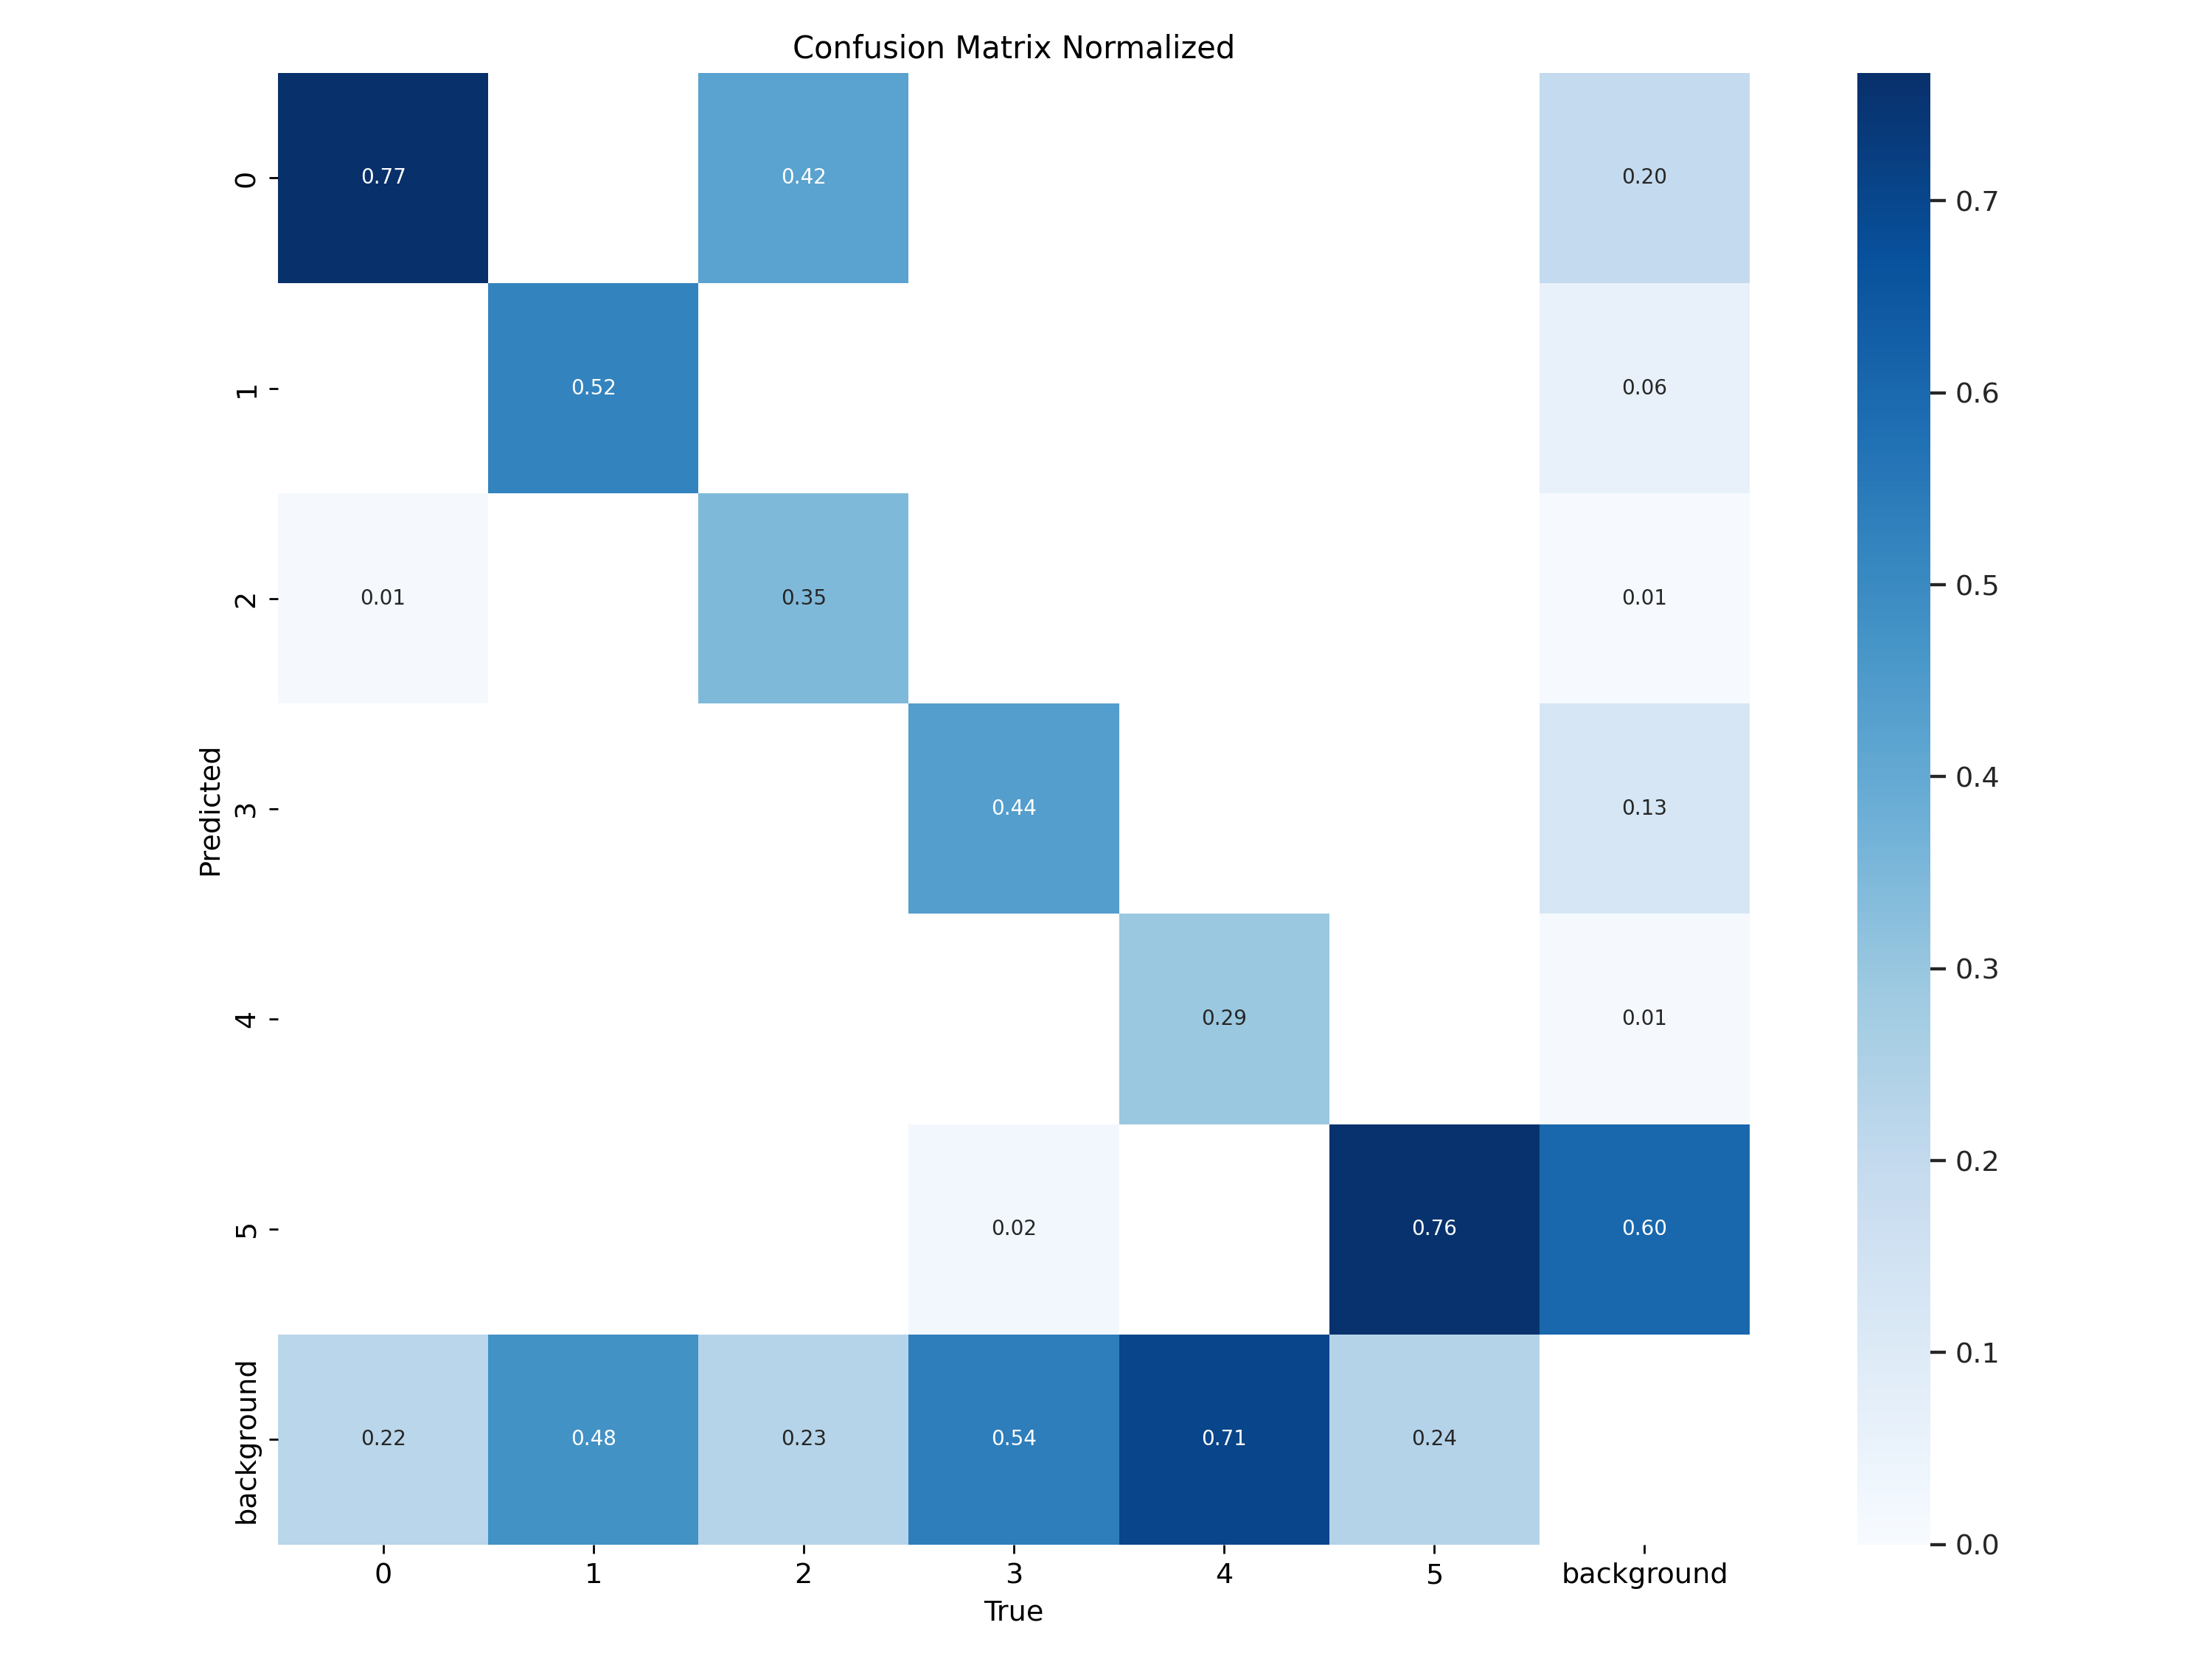 Confusion Matrix Normalized
0 0.77 0.42 0.20
1 0.52 0.06
2 0.01 0.35 0.01
3 0.44 0.13
4 0.29 0.01
5 0.02 0.76 0.60
background 0.22 0.48 0.23 0.54 0.71 0.24
0 1 2 3 4 5 background
True
Predicted
0.7
0.6
0.5
0.4
0.3
0.2
0.1
0.0